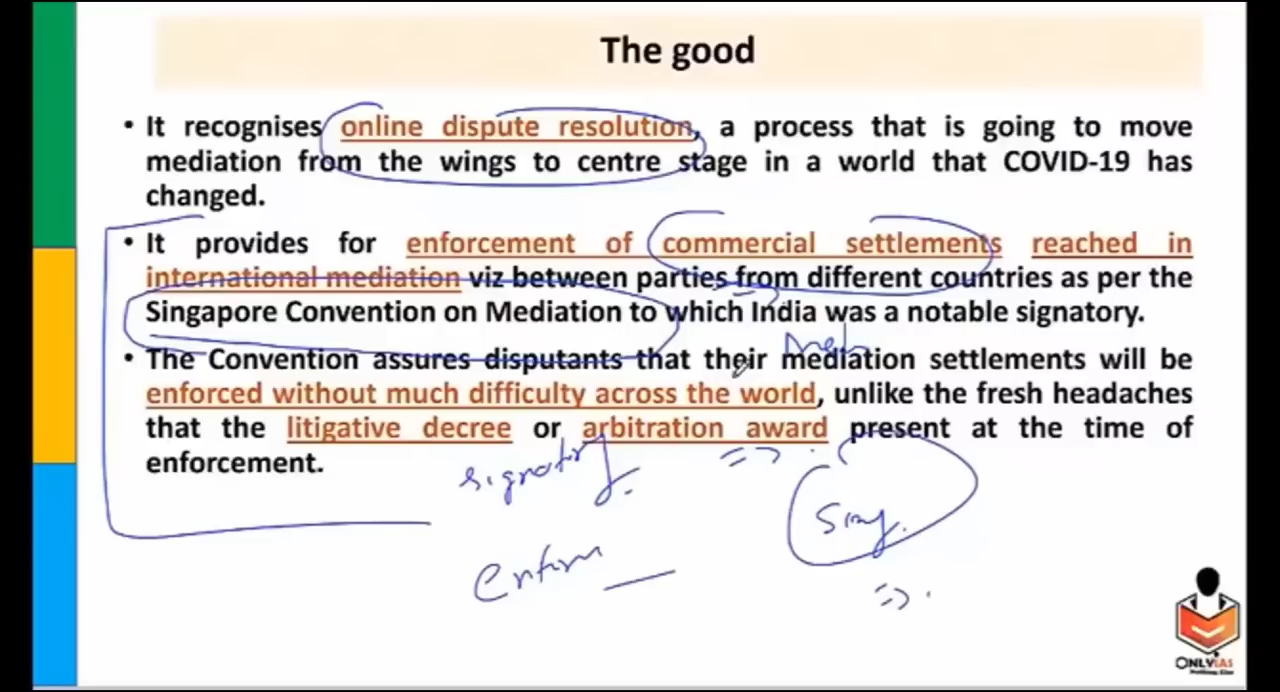 The good
• It recognises online dispute resolution, a process that is going to move
mediation from the wings to centre stage in a world that COVID-19 has
changed.
• It provides for enforcement of commercial settlements reached in
international mediation viz between parties from different countries as per the
Singapore Convention on Mediation to which India was a notable signatory.
• The Convention assures disputants that their mediation settlements will be
enforced without much difficulty across the world, unlike the fresh headaches
that the litigative decree or arbitration award present at the time of
enforcement.
signatory
=> .
Sing.
=> .
ONLYIAS